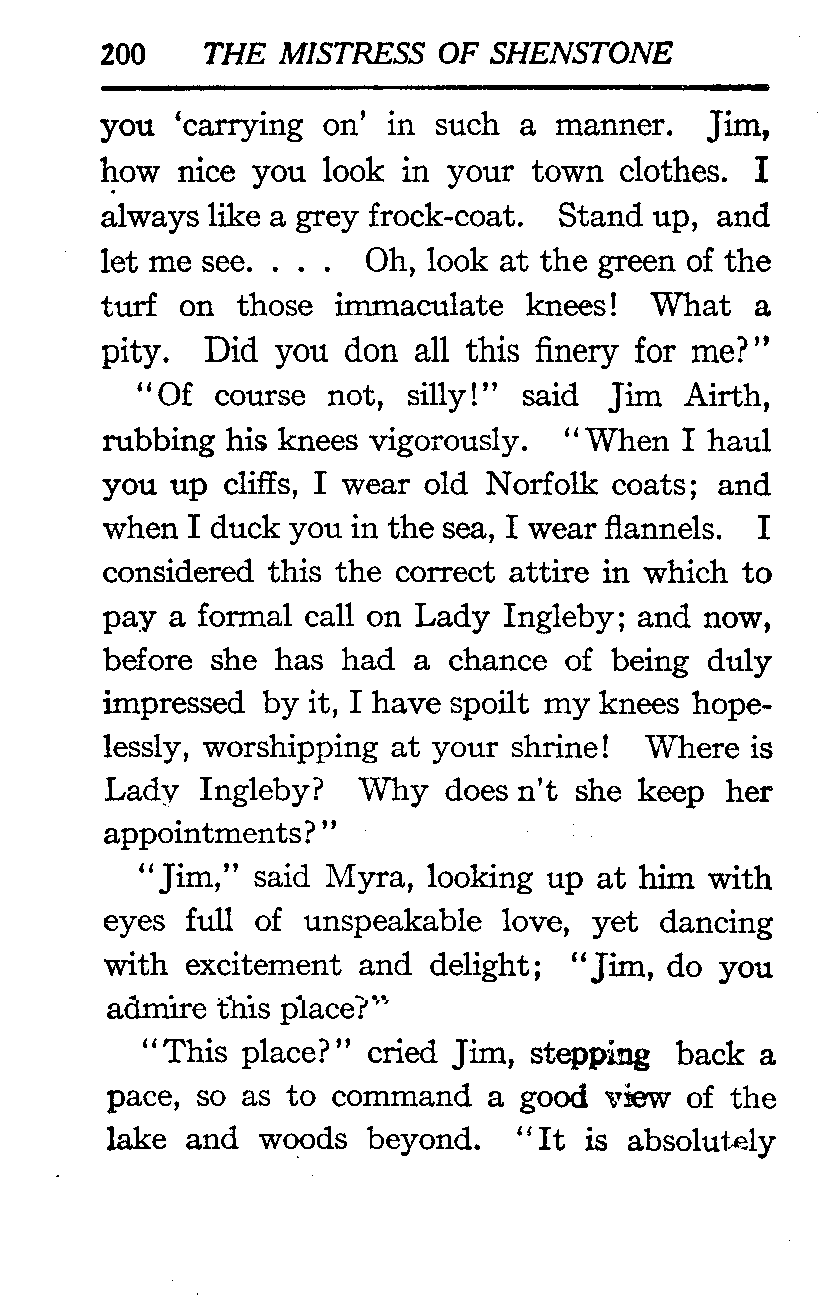 200 THE MISTRESS OF SHENSTONE
you ‘carrying on’ in such a manner. Jim,
how nice you look in your town clothes. I
always like a grey frock-coat. Stand up, and
let me see. . . . Oh, look at the green of the
turf on those immaculate knees! What a
pity. Did you don all this finery for me?”
“Of course not, silly!” said Jim Airth,
rubbing his knees vigorously. “When I haul
you up cliffs, I wear old Norfolk coats; and
when I duck you in the sea, I wear flannels. I
considered this the correct attire in which to
pay a formal call on Lady Ingleby; and now,
before she has had a chance of being duly
impressed by it, I have spoilt my knees hope-
lessly, worshipping at your shrine! Where is
Lady Ingleby? Why does n’t she keep her
appointments?”
“Jim,” said Myra, looking up at him with
eyes full of unspeakable love, yet dancing
with excitement and delight; “Jim, do you
admire this place?”
“This place?” cried Jim, stepping back a
pace, so as to command a good view of the
lake and woods beyond. “It is absolutely